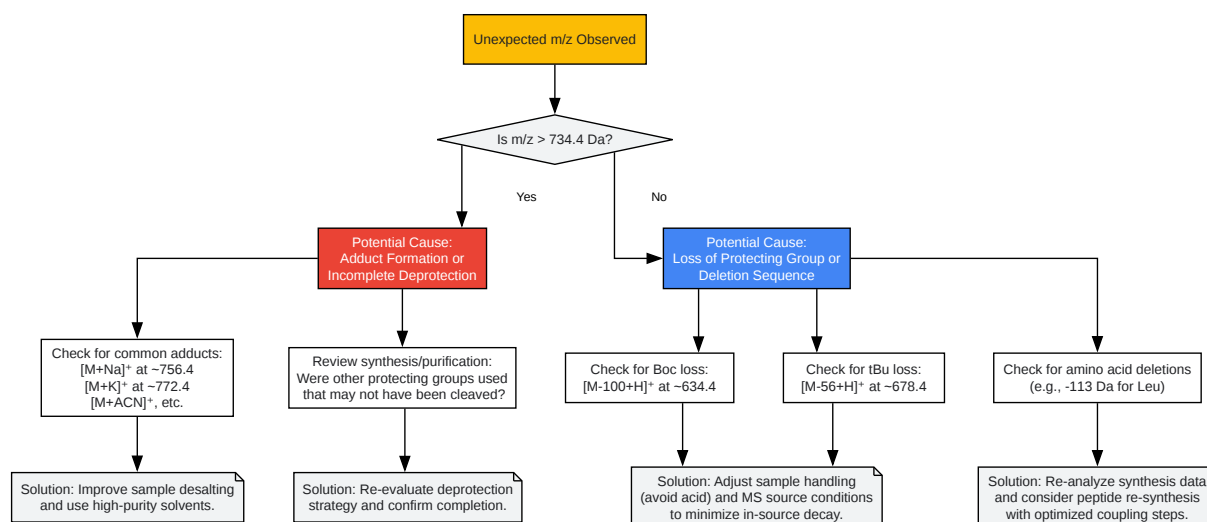 Unexpected m/z Observed
Is m/z > 734.4 Da?
Yes
No
Potential Cause:
Adduct Formation or
Incomplete Deprotection
Potential Cause:
Loss of Protecting Group or
Deletion Sequence
Check for common adducts:
[M+Na]⁺ at ~756.4
[M+K]⁺ at ~772.4
[M+ACN]⁺, etc.
Review synthesis/purification:
Were other protecting groups used
that may not have been cleaved?
Check for Boc loss:
[M-100+H]⁺ at ~634.4
Check for tBu loss:
[M-56+H]⁺ at ~678.4
Check for amino acid deletions
(e.g., -113 Da for Leu)
Solution: Improve sample desalting
and use high-purity solvents.
Solution: Re-evaluate deprotection
strategy and confirm completion.
Solution: Adjust sample handling
(avoid acid) and MS source conditions
to minimize in-source decay.
Solution: Re-analyze synthesis data
and consider peptide re-synthesis
with optimized coupling steps.